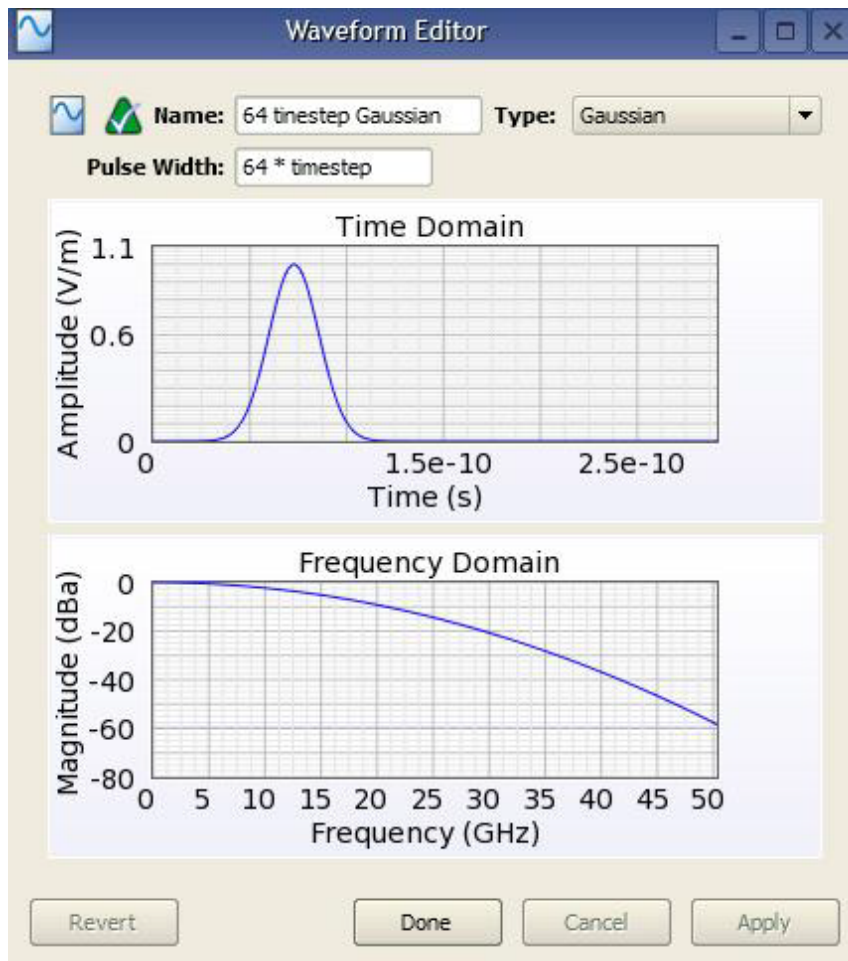 Waveform Editor
Name: 64 tinestep Gaussian Type: Gaussian
Pulse Width: 64 * timestep
Time Domain
Amplitude (V/m)
1.1
0.6
0
0 1.5e-10 2.5e-10
Time (s)
Frequency Domain
Magnitude (dBa)
0
-20
-40
-60
-80
0 5 10 15 20 25 30 35 40 45 50
Frequency (GHz)
Revert Done Cancel Apply